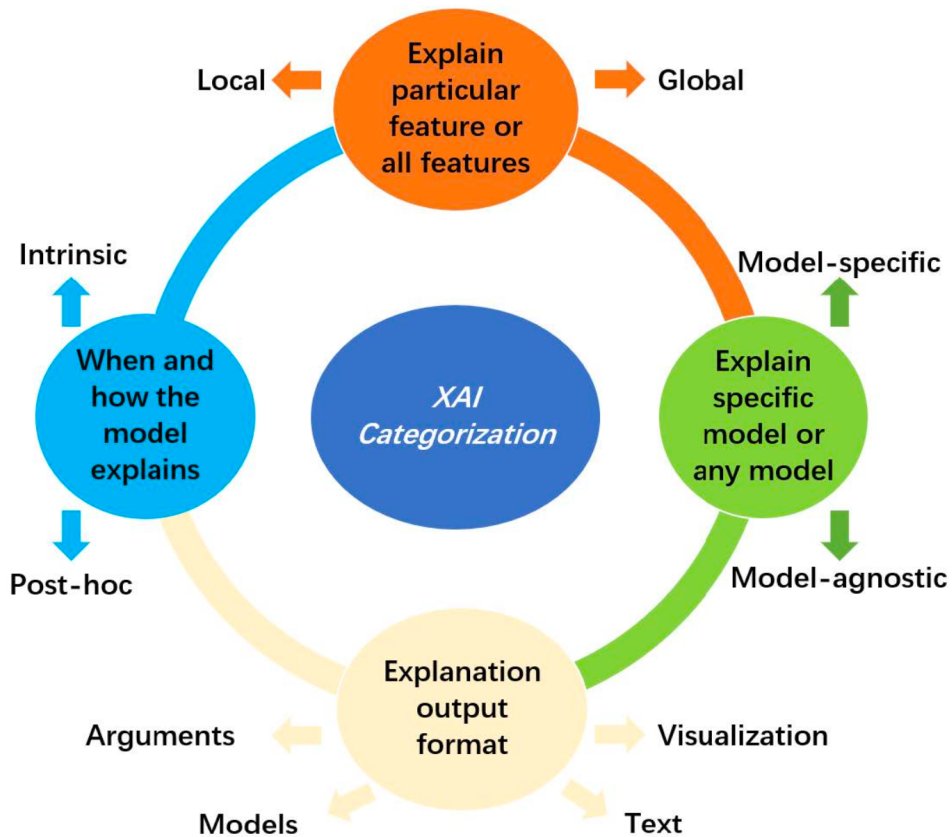 Explain
particular
feature or
all features
Local
Global
Intrinsic
Model-specific
When and
how the
model
explains
XAI
Categorization
Explain
specific
model or
any model
Post-hoc
Model-agnostic
Explanation
output
format
Arguments
Visualization
Models
Text